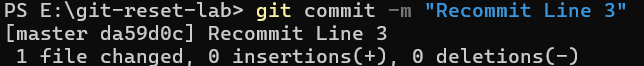 PS E:\git-reset-lab> git commit -m "Recommit Line 3"
[master da59d0c] Recommit Line 3
 1 file changed, 0 insertions(+), 0 deletions(-)